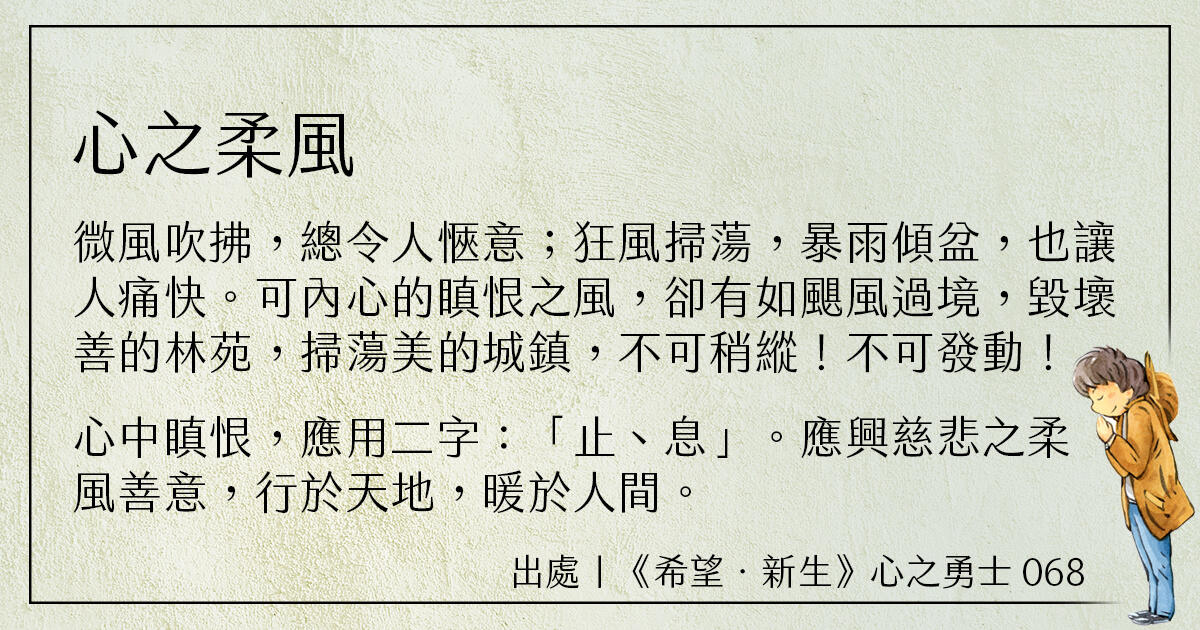 心之柔風
微風吹拂，總令人愜意；狂風掃蕩，暴雨傾盆，也讓
人痛快。可內心的瞋恨之風，卻有如颶風過境，毀壞
善的林苑，掃蕩美的城鎮，不可稍縱！不可發動！
心中瞋恨，應用二字：「止、息」。應興慈悲之柔
風善意，行於天地，暖於人間。
出處丨《希望．新生》心之勇士 068